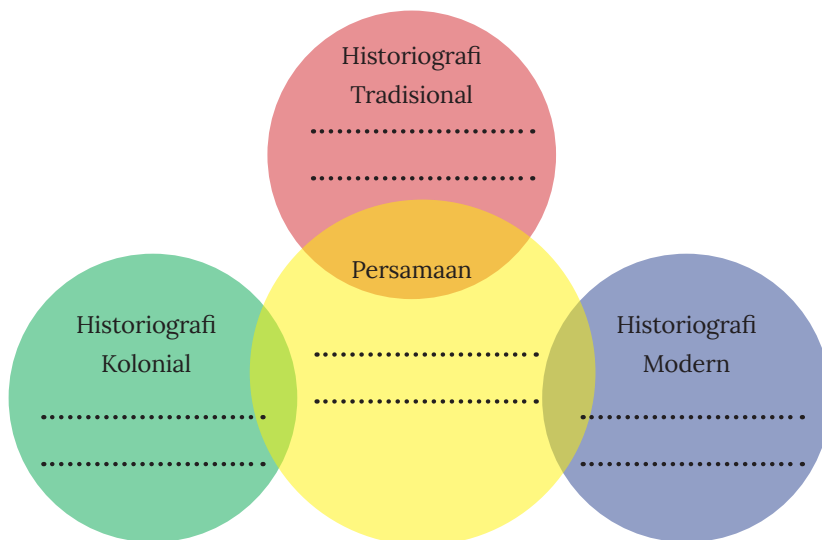 Historiografi
Tradisional
Persamaan
Historiografi
Kolonial
Historiografi
Modern